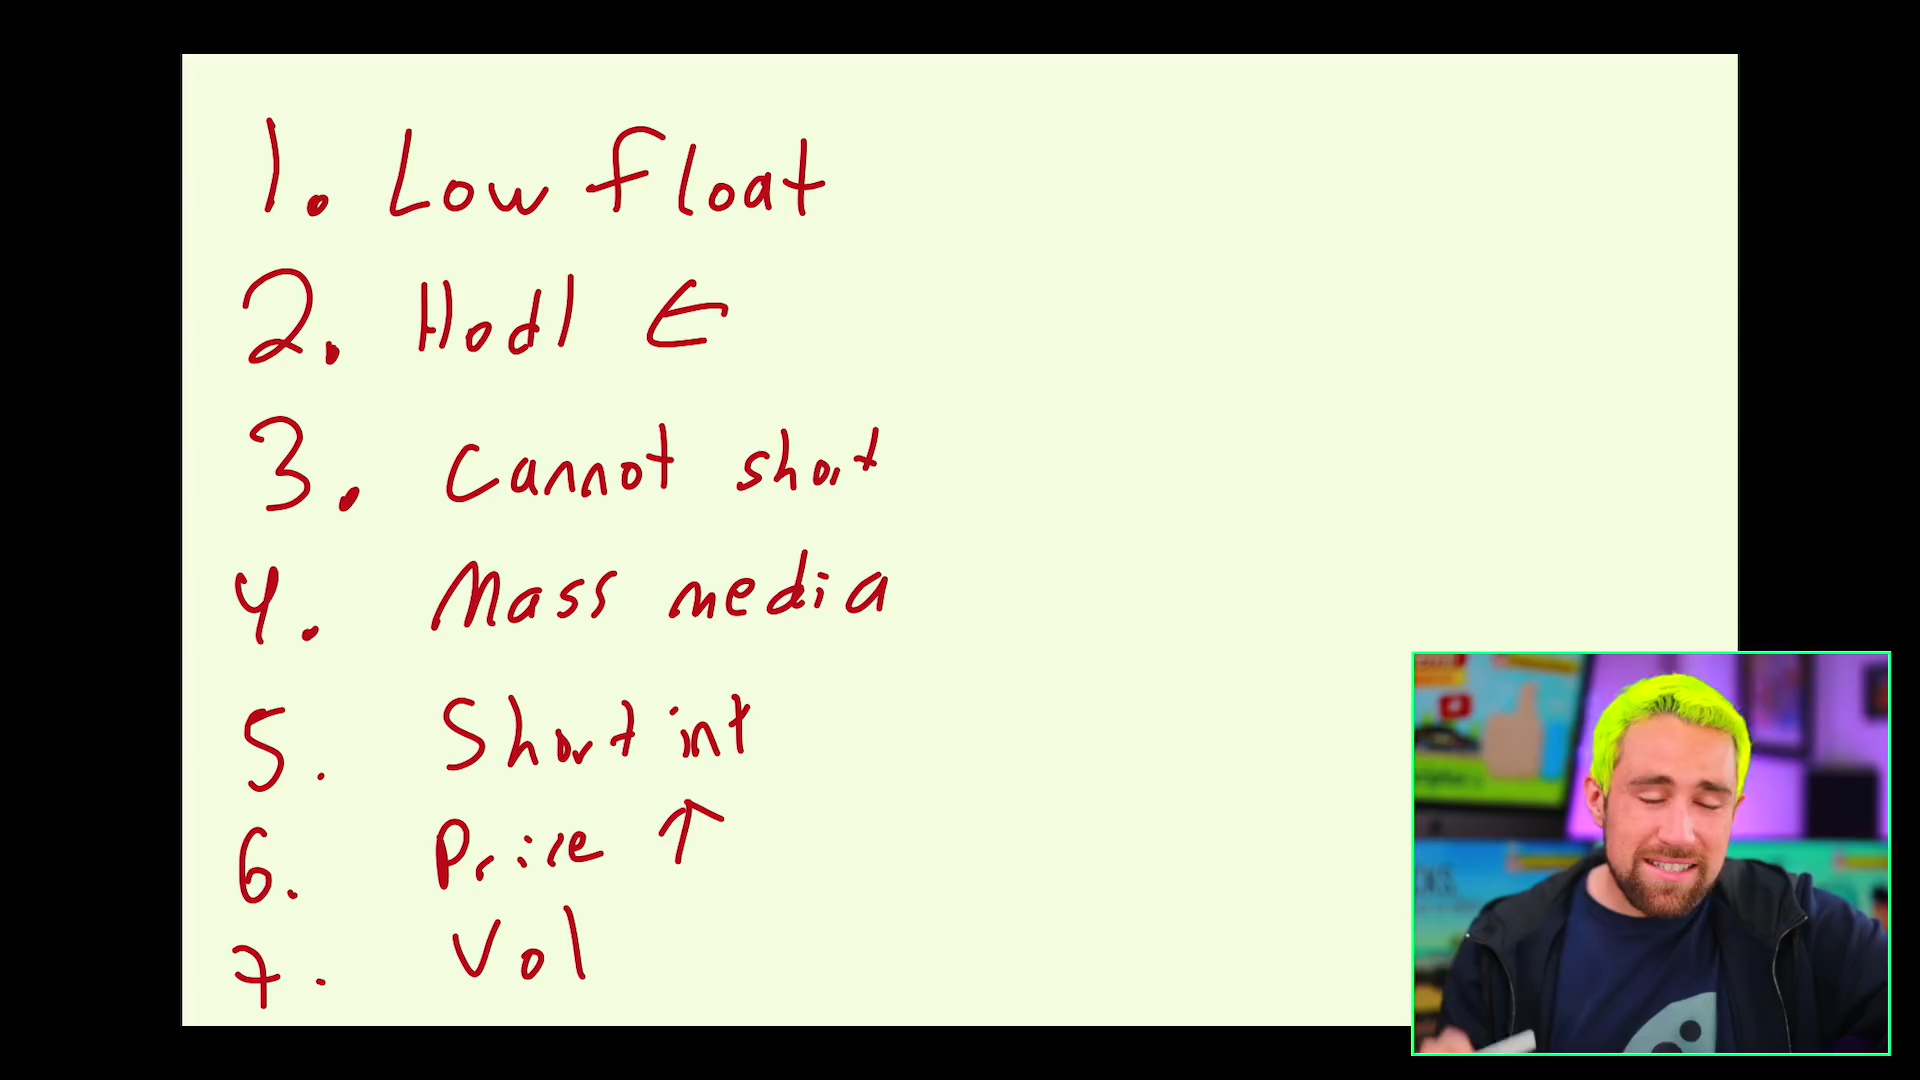 1. Low float
2. Hodl ←
3. Cannot short
4. Mass media
5. Short int
6. Price ↑
7. Vol